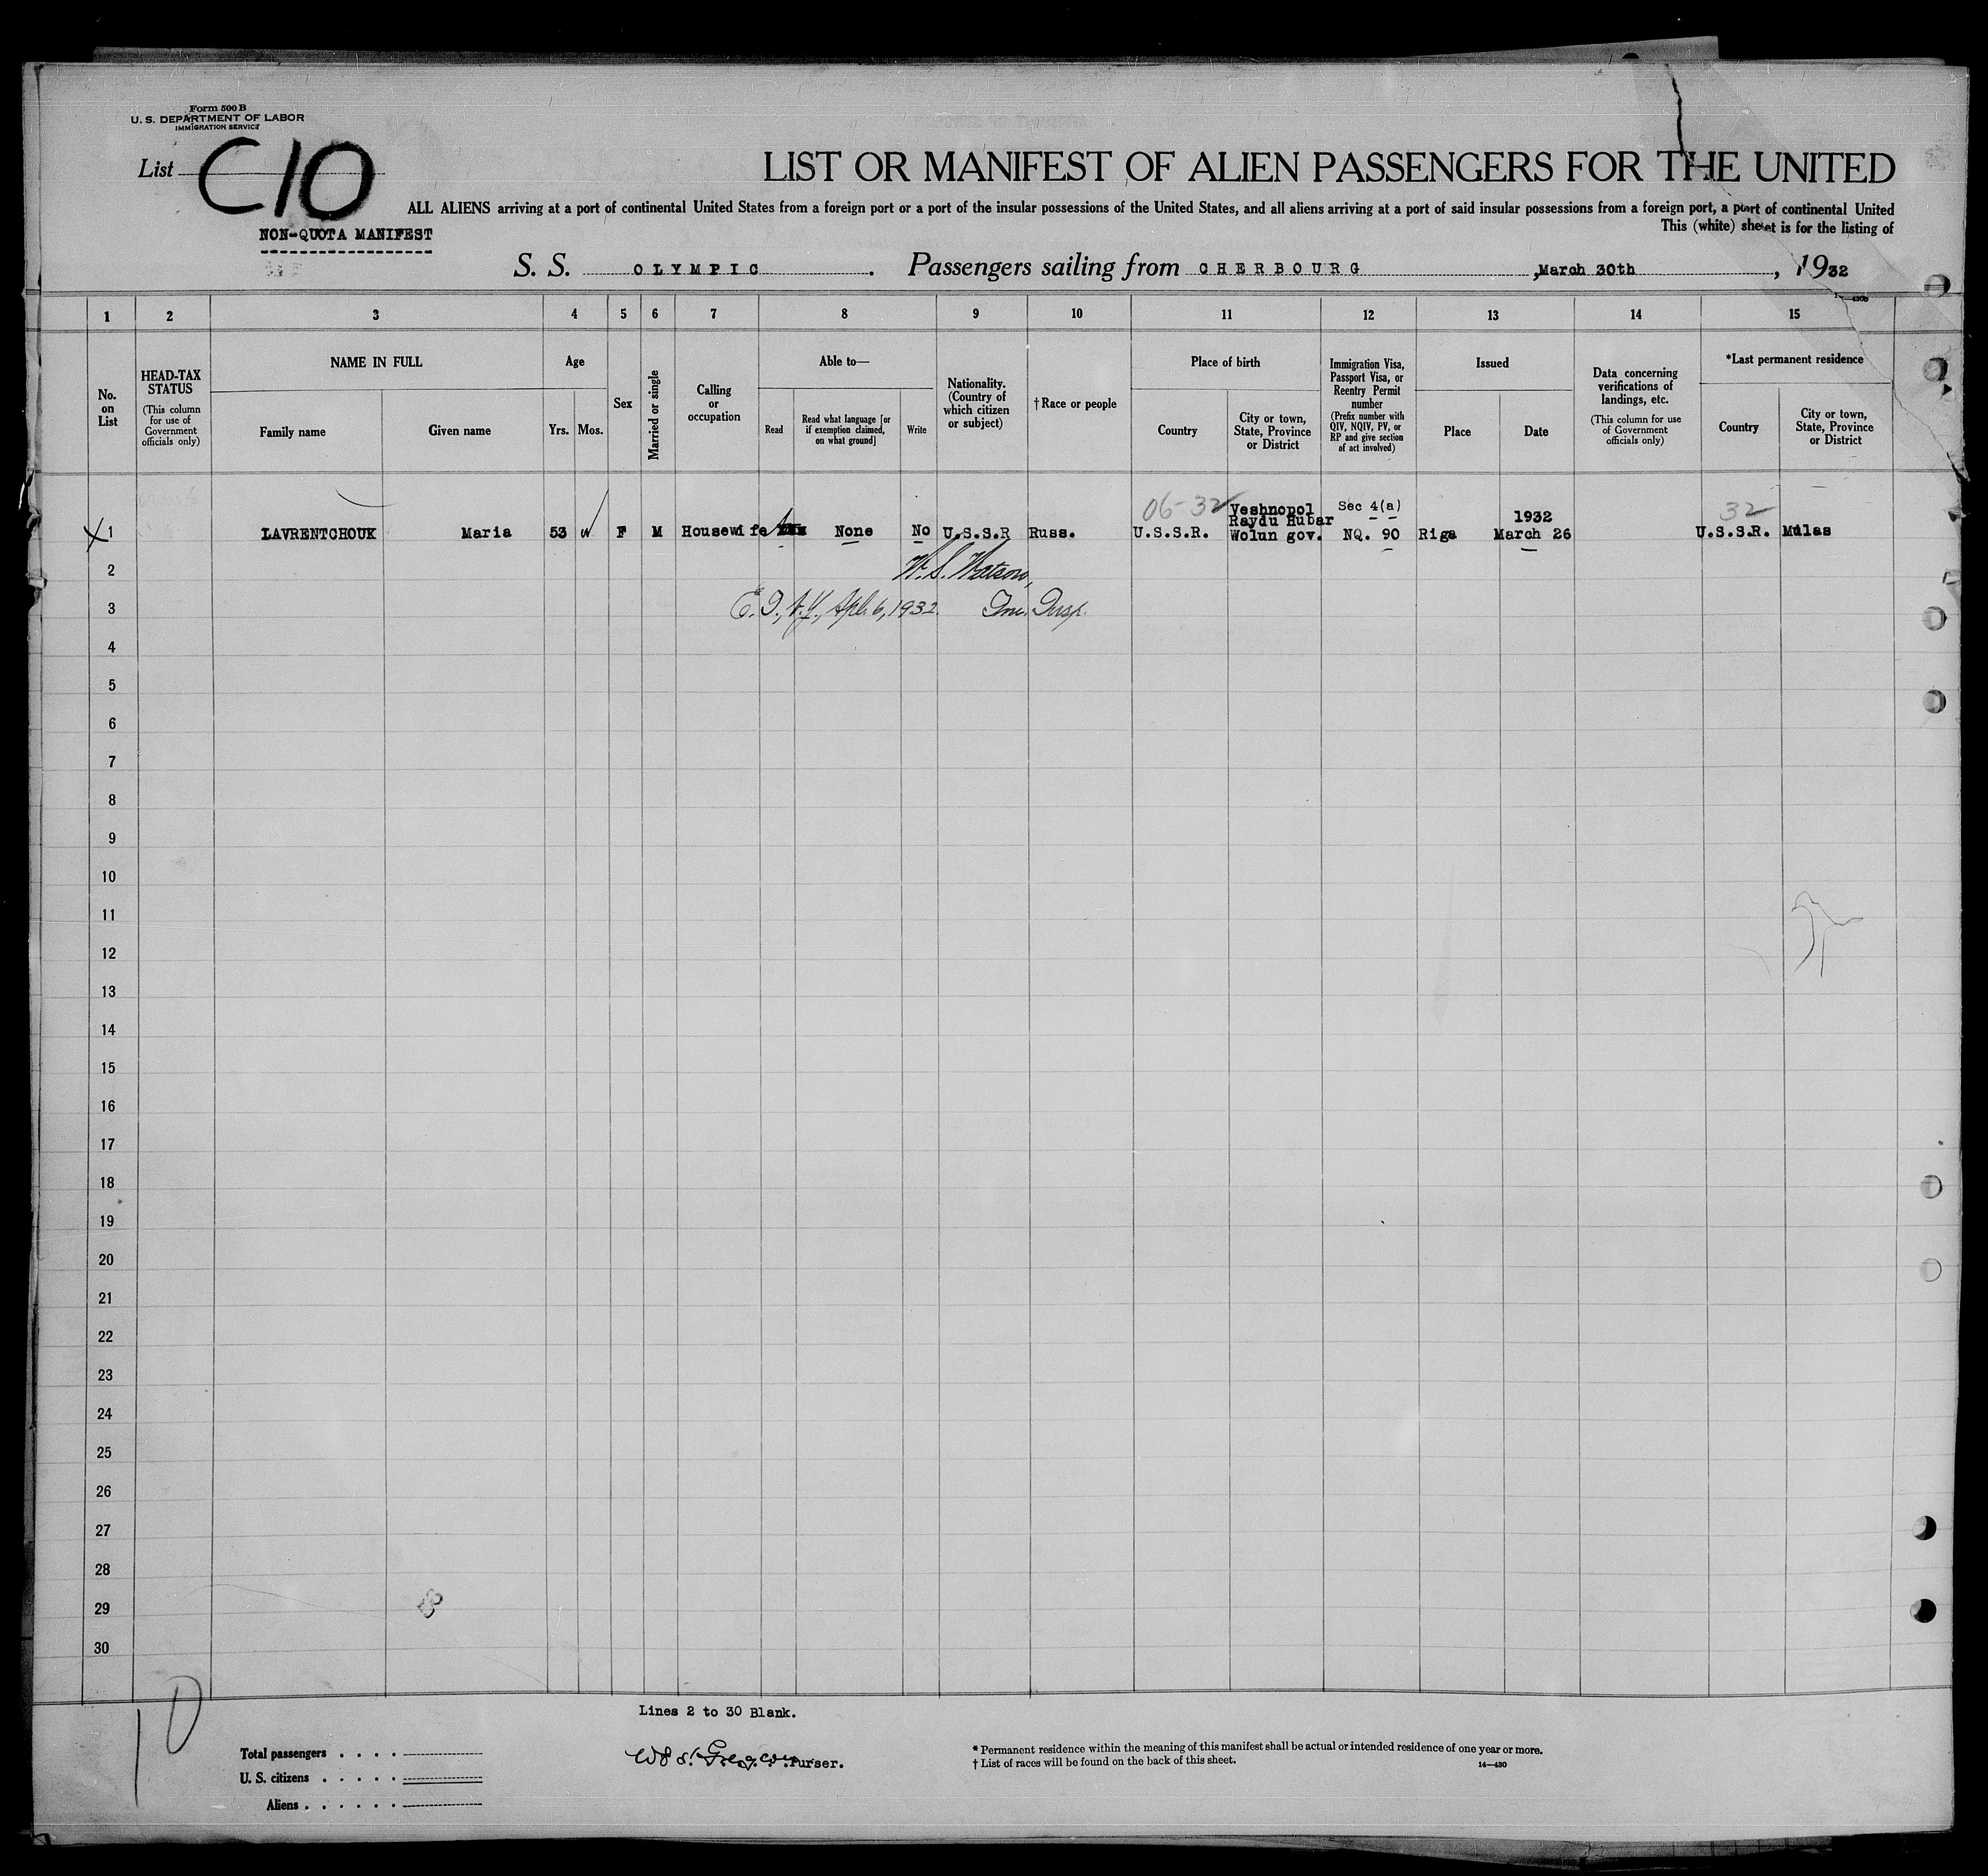 Form 500 B
U. S. DEPARTMENT OF LABOR
IMMIGRATION SERVICE
List C10
LIST OR MANIFEST OF ALIEN PASSENGERS FOR THE UNITED
ALL ALIENS arriving at a port of continental United States from a foreign port or a port of the insular possessions of the United States, and all aliens arriving at a port of said insular possessions from a foreign port, a port of continental United
This (white) sheet is for the listing of
NON-QUOTA MANIFEST
S. S. OLYMPIC. Passengers sailing from CHERBOURG, March 30th, 1932
1 2 3 4 5 6 7 8 9 10 11 12 13 14 15
No. on List
HEAD-TAX STATUS (This column for use of Government officials only)
NAME IN FULL
Family name
Given name
Age
Yrs. Mos.
Sex
Married or single
Calling or occupation
Able to—
Read
Read what language [or if exemption claimed, on what ground]
Write
Nationality. (Country of which citizen or subject)
†Race or people
Place of birth
Country
City or town, State, Province or District
Immigration Visa, Passport Visa, or Reentry Permit number (Prefix number with QIV, NQIV, PV, or RP and give section of act involved)
Issued
Place
Date
Data concerning verifications of landings, etc. (This column for use of Government officials only)
*Last permanent residence
Country
City or town, State, Province or District
06-32 Veshnopol Sec 4(a) 32
Raydu Hubar 1932
X 1 LAVRENTCHOUK Maria 53 F M Housewife None No U.S.S.R Russ. U.S.S.R. Wolun gov. NQ. 90 Riga March 26 U.S.S.R. Milas
2
W. S. Watson,
3 E. I., N.Y., Apl. 6, 1932. Imm. Insp.
4
5
6
7
8
9
10
11
12
13
14
15
16
17
18
19
20
21
22
23
24
25
26
27
28
29
30
10
Lines 2 to 30 Blank.
Total passengers . . . .
U. S. citizens . . . . .
Aliens . . . . . .
Purser.
* Permanent residence within the meaning of this manifest shall be actual or intended residence of one year or more.
† List of races will be found on the back of this sheet.
14—430